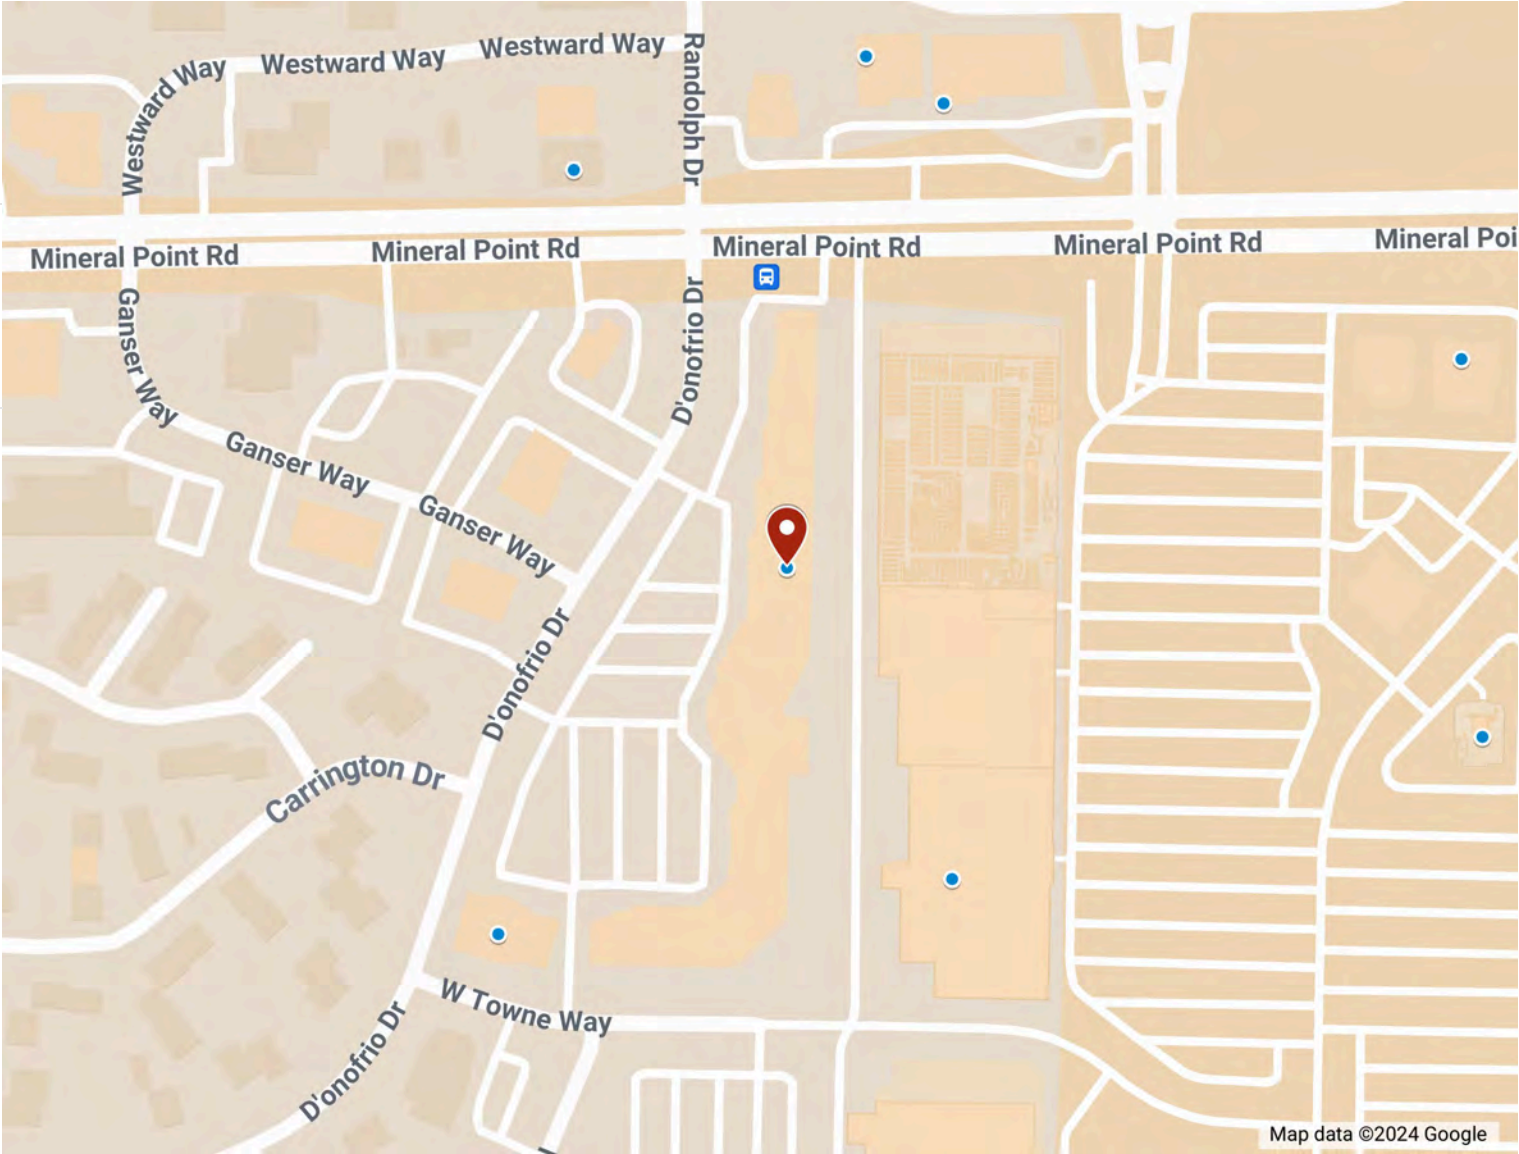 Westward Way
Westward Way
Westward Way
Randolph Dr
Mineral Point Rd
Mineral Point Rd
Mineral Point Rd
Mineral Point Rd
Mineral Poi
Ganser Way
D'onofrio Dr
Ganser Way
Ganser Way
D'onofrio Dr
Carrington Dr
W Towne Way
D'onofrio Dr
Map data ©2024 Google